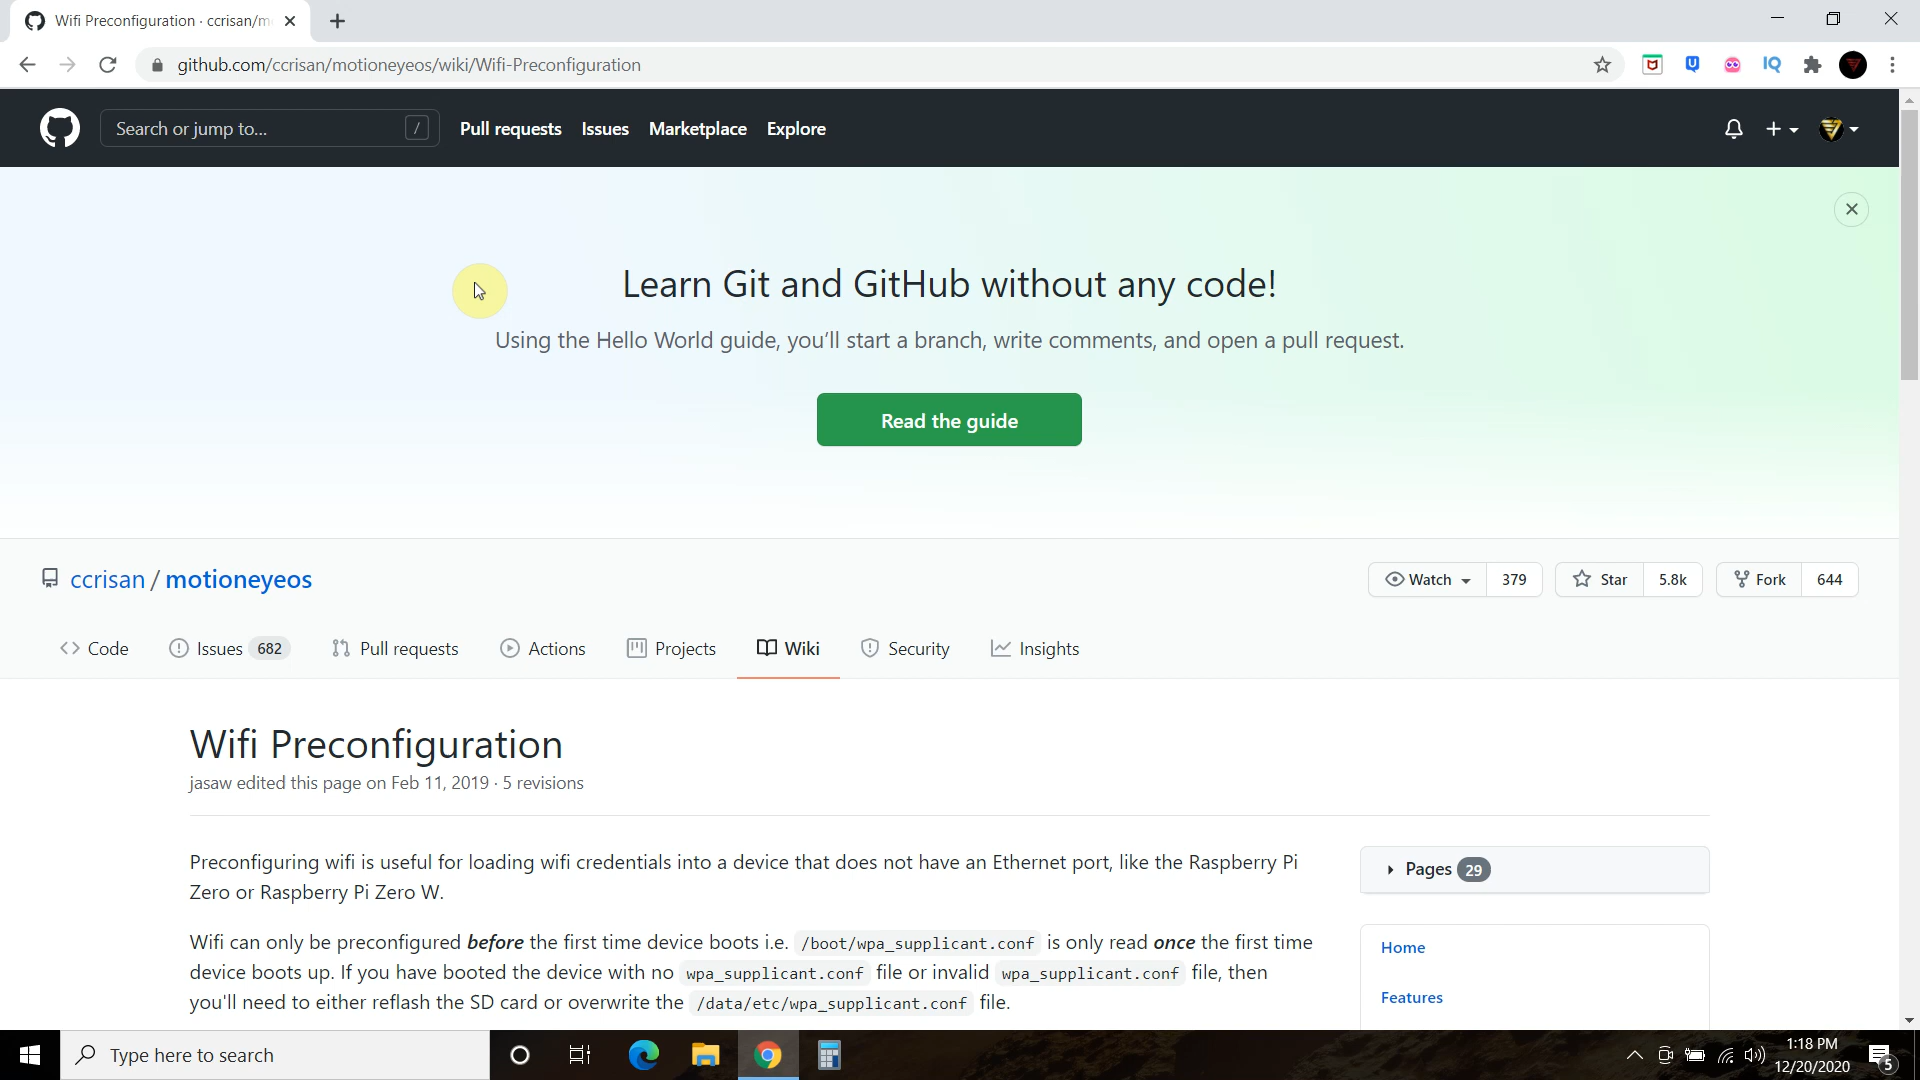 Wifi Preconfiguration · ccrisan/m
github.com/ccrisan/motioneyeos/wiki/Wifi-Preconfiguration
IQ
Search or jump to...
/
Pull requests
Issues
Marketplace
Explore
Learn Git and GitHub without any code!
Using the Hello World guide, you’ll start a branch, write comments, and open a pull request.
Read the guide
ccrisan / motioneyeos
Watch 379
Star 5.8k
Fork 644
Code
Issues 682
Pull requests
Actions
Projects
Wiki
Security
Insights
Wifi Preconfiguration
jasaw edited this page on Feb 11, 2019 · 5 revisions
Preconfiguring wifi is useful for loading wifi credentials into a device that does not have an Ethernet port, like the Raspberry Pi
Zero or Raspberry Pi Zero W.
Wifi can only be preconfigured before the first time device boots i.e. /boot/wpa_supplicant.conf is only read once the first time
device boots up. If you have booted the device with no wpa_supplicant.conf file or invalid wpa_supplicant.conf file, then
you'll need to either reflash the SD card or overwrite the /data/etc/wpa_supplicant.conf file.
Pages 29
Home
Features
Type here to search
1:18 PM
12/20/2020
5